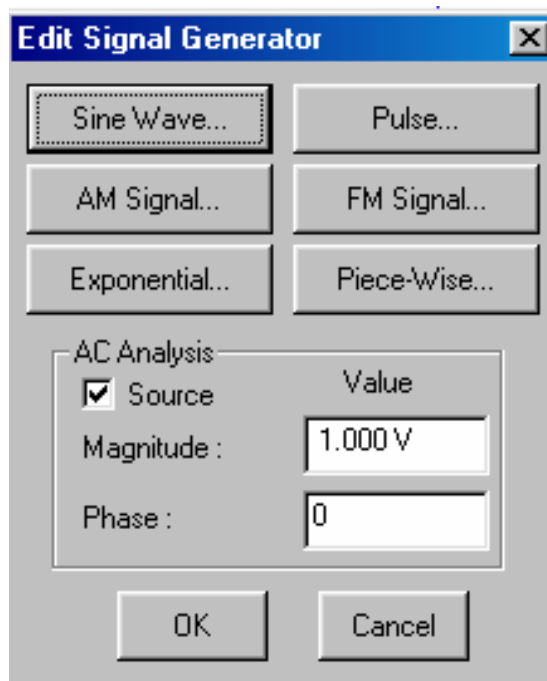 Edit Signal Generator
Sine Wave... Pulse...
AM Signal... FM Signal...
Exponential... Piece-Wise...
AC Analysis
Source Value
Magnitude : 1.000 V
Phase : 0
OK Cancel